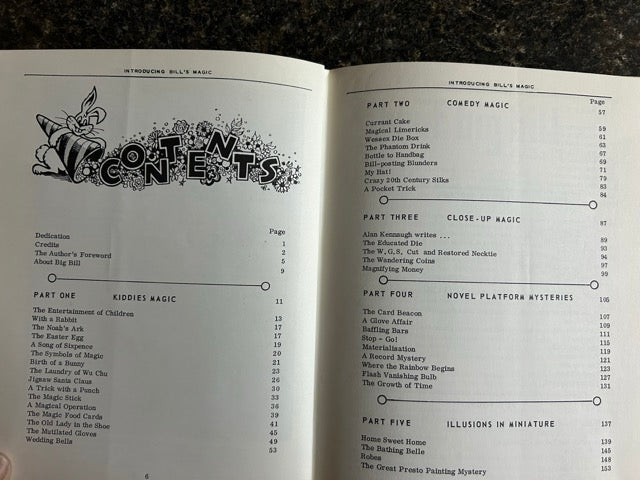 INTRODUCING BILL'S MAGIC
CONTENTS
Page
Dedication 1
Credits 2
The Author's Foreword 5
About Big Bill 9
PART ONE KIDDIES MAGIC 11
The Entertainment of Children 13
With a Rabbit 17
The Noah's Ark 17
The Easter Egg 19
A Song of Sixpence 20
The Symbols of Magic 21
Birth of a Bunny 23
The Laundry of Wu Chu 26
Jigsaw Santa Claus 30
A Trick with a Punch 33
The Magic Stick 36
A Magical Operation 39
The Magic Food Cards 41
The Old Lady in the Shoe 45
The Mutilated Gloves 49
Wedding Bells 53
6
INTRODUCING BILL'S MAGIC
Page
PART TWO COMEDY MAGIC 57
Currant Cake 59
Magical Limericks 61
Wessex Die Box 63
The Phantom Drink 67
Bottle to Handbag 69
Bill-posting Blunders 71
My Hat! 79
Crazy 20th Century Silks 83
A Pocket Trick 84
PART THREE CLOSE-UP MAGIC 87
Alan Kennaugh writes ... 89
The Educated Die 93
The W.G.S. Cut and Restored Necktie 94
The Wandering Coins 97
Magnifying Money 99
PART FOUR NOVEL PLATFORM MYSTERIES 105
The Card Beacon 107
A Glove Affair 109
Baffling Bars 111
Stop - Go! 115
Materialisation 119
A Record Mystery 121
Where the Rainbow Begins 123
Flash Vanishing Bulb 127
The Growth of Time 131
PART FIVE ILLUSIONS IN MINIATURE 137
Home Sweet Home 139
The Bathing Belle 145
Robes 148
The Great Presto Painting Mystery 153